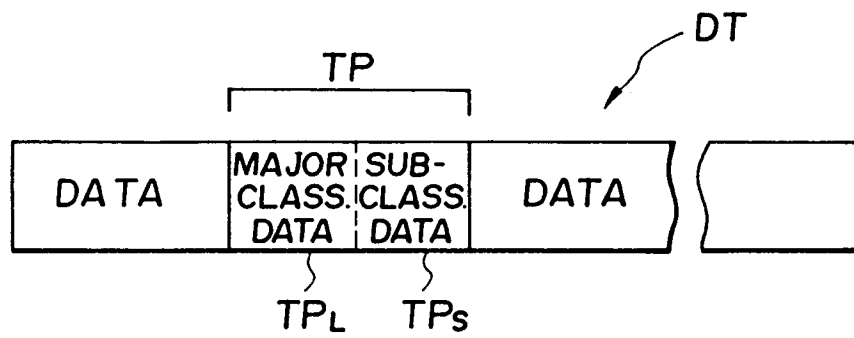 DT
TP
DATA
MAJOR
CLASS.
DATA
SUB-
CLASS.
DATA
DATA
TPL
TPS